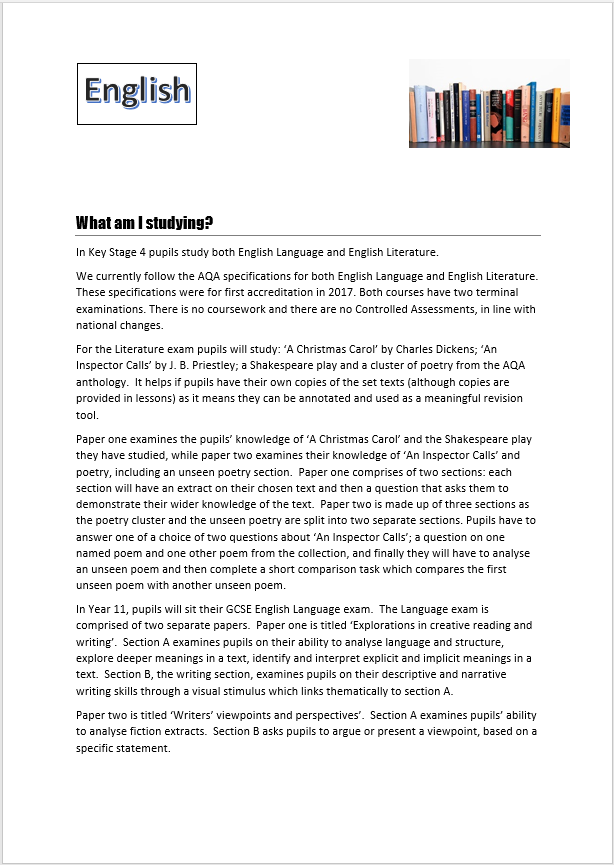 English
What am I studying?
In Key Stage 4 pupils study both English Language and English Literature.
We currently follow the AQA specifications for both English Language and English Literature.
These specifications were for first accreditation in 2017. Both courses have two terminal
examinations. There is no coursework and there are no Controlled Assessments, in line with
national changes.
For the Literature exam pupils will study: ‘A Christmas Carol’ by Charles Dickens; ‘An
Inspector Calls’ by J. B. Priestley; a Shakespeare play and a cluster of poetry from the AQA
anthology.  It helps if pupils have their own copies of the set texts (although copies are
provided in lessons) as it means they can be annotated and used as a meaningful revision
tool.
Paper one examines the pupils’ knowledge of ‘A Christmas Carol’ and the Shakespeare play
they have studied, while paper two examines their knowledge of ‘An Inspector Calls’ and
poetry, including an unseen poetry section.  Paper one comprises of two sections: each
section will have an extract on their chosen text and then a question that asks them to
demonstrate their wider knowledge of the text.  Paper two is made up of three sections as
the poetry cluster and the unseen poetry are split into two separate sections. Pupils have to
answer one of a choice of two questions about ‘An Inspector Calls’; a question on one
named poem and one other poem from the collection, and finally they will have to analyse
an unseen poem and then complete a short comparison task which compares the first
unseen poem with another unseen poem.
In Year 11, pupils will sit their GCSE English Language exam.  The Language exam is
comprised of two separate papers.  Paper one is titled ‘Explorations in creative reading and
writing’.  Section A examines pupils on their ability to analyse language and structure,
explore deeper meanings in a text, identify and interpret explicit and implicit meanings in a
text.  Section B, the writing section, examines pupils on their descriptive and narrative
writing skills through a visual stimulus which links thematically to section A.
Paper two is titled ‘Writers’ viewpoints and perspectives’.  Section A examines pupils’ ability
to analyse fiction extracts.  Section B asks pupils to argue or present a viewpoint, based on a
specific statement.